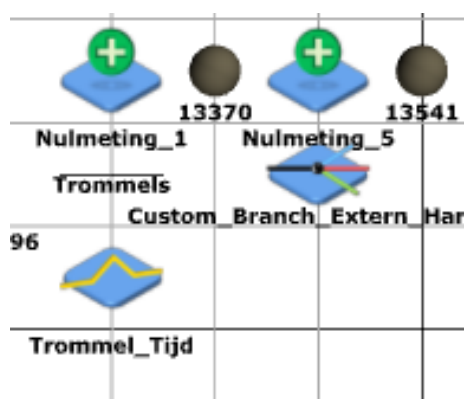 13370 13541
Nulmeting_1 Nulmeting_5
Trommels
Custom_Branch_Extern_Har
96
Trommel_Tijd